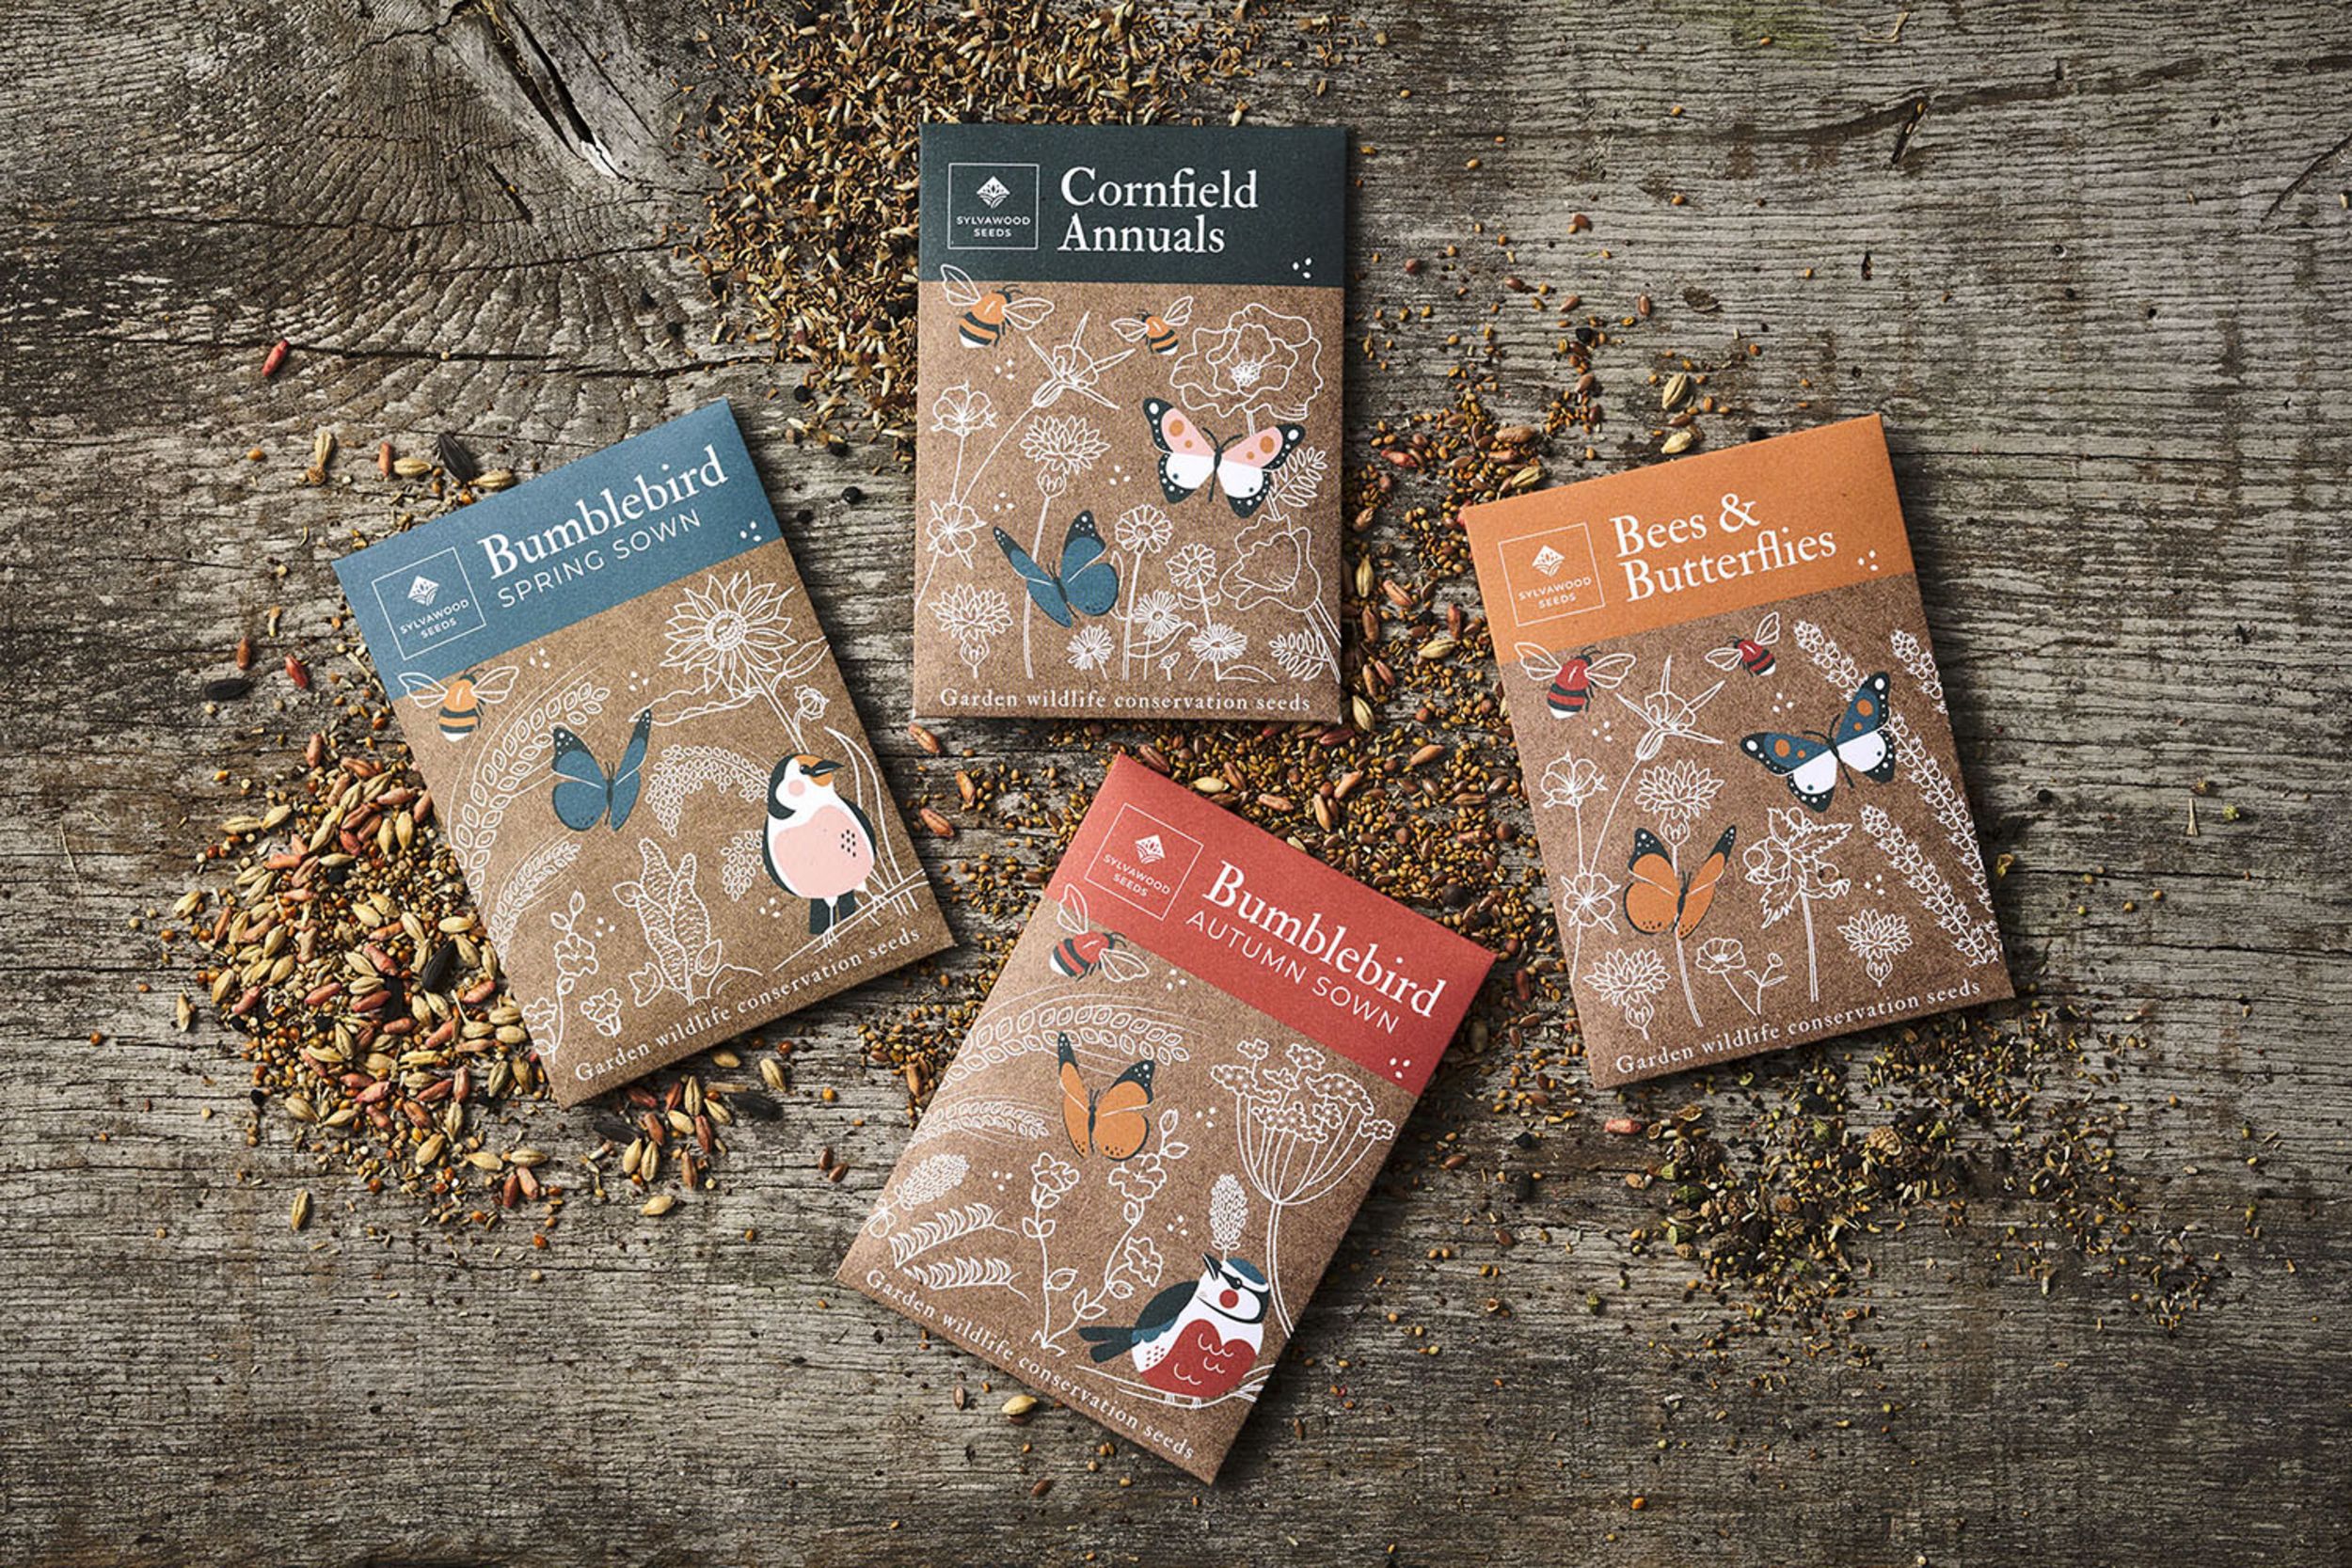 SYLVAWOOD
SEEDS
Cornfield
Annuals
Garden wildlife conservation seeds
SYLVAWOOD
SEEDS
Bumblebird
SPRING SOWN
Garden wildlife conservation seeds
SYLVAWOOD
SEEDS
Bees &
Butterflies
Garden wildlife conservation seeds
SYLVAWOOD
SEEDS
Bumblebird
AUTUMN SOWN
Garden wildlife conservation seeds